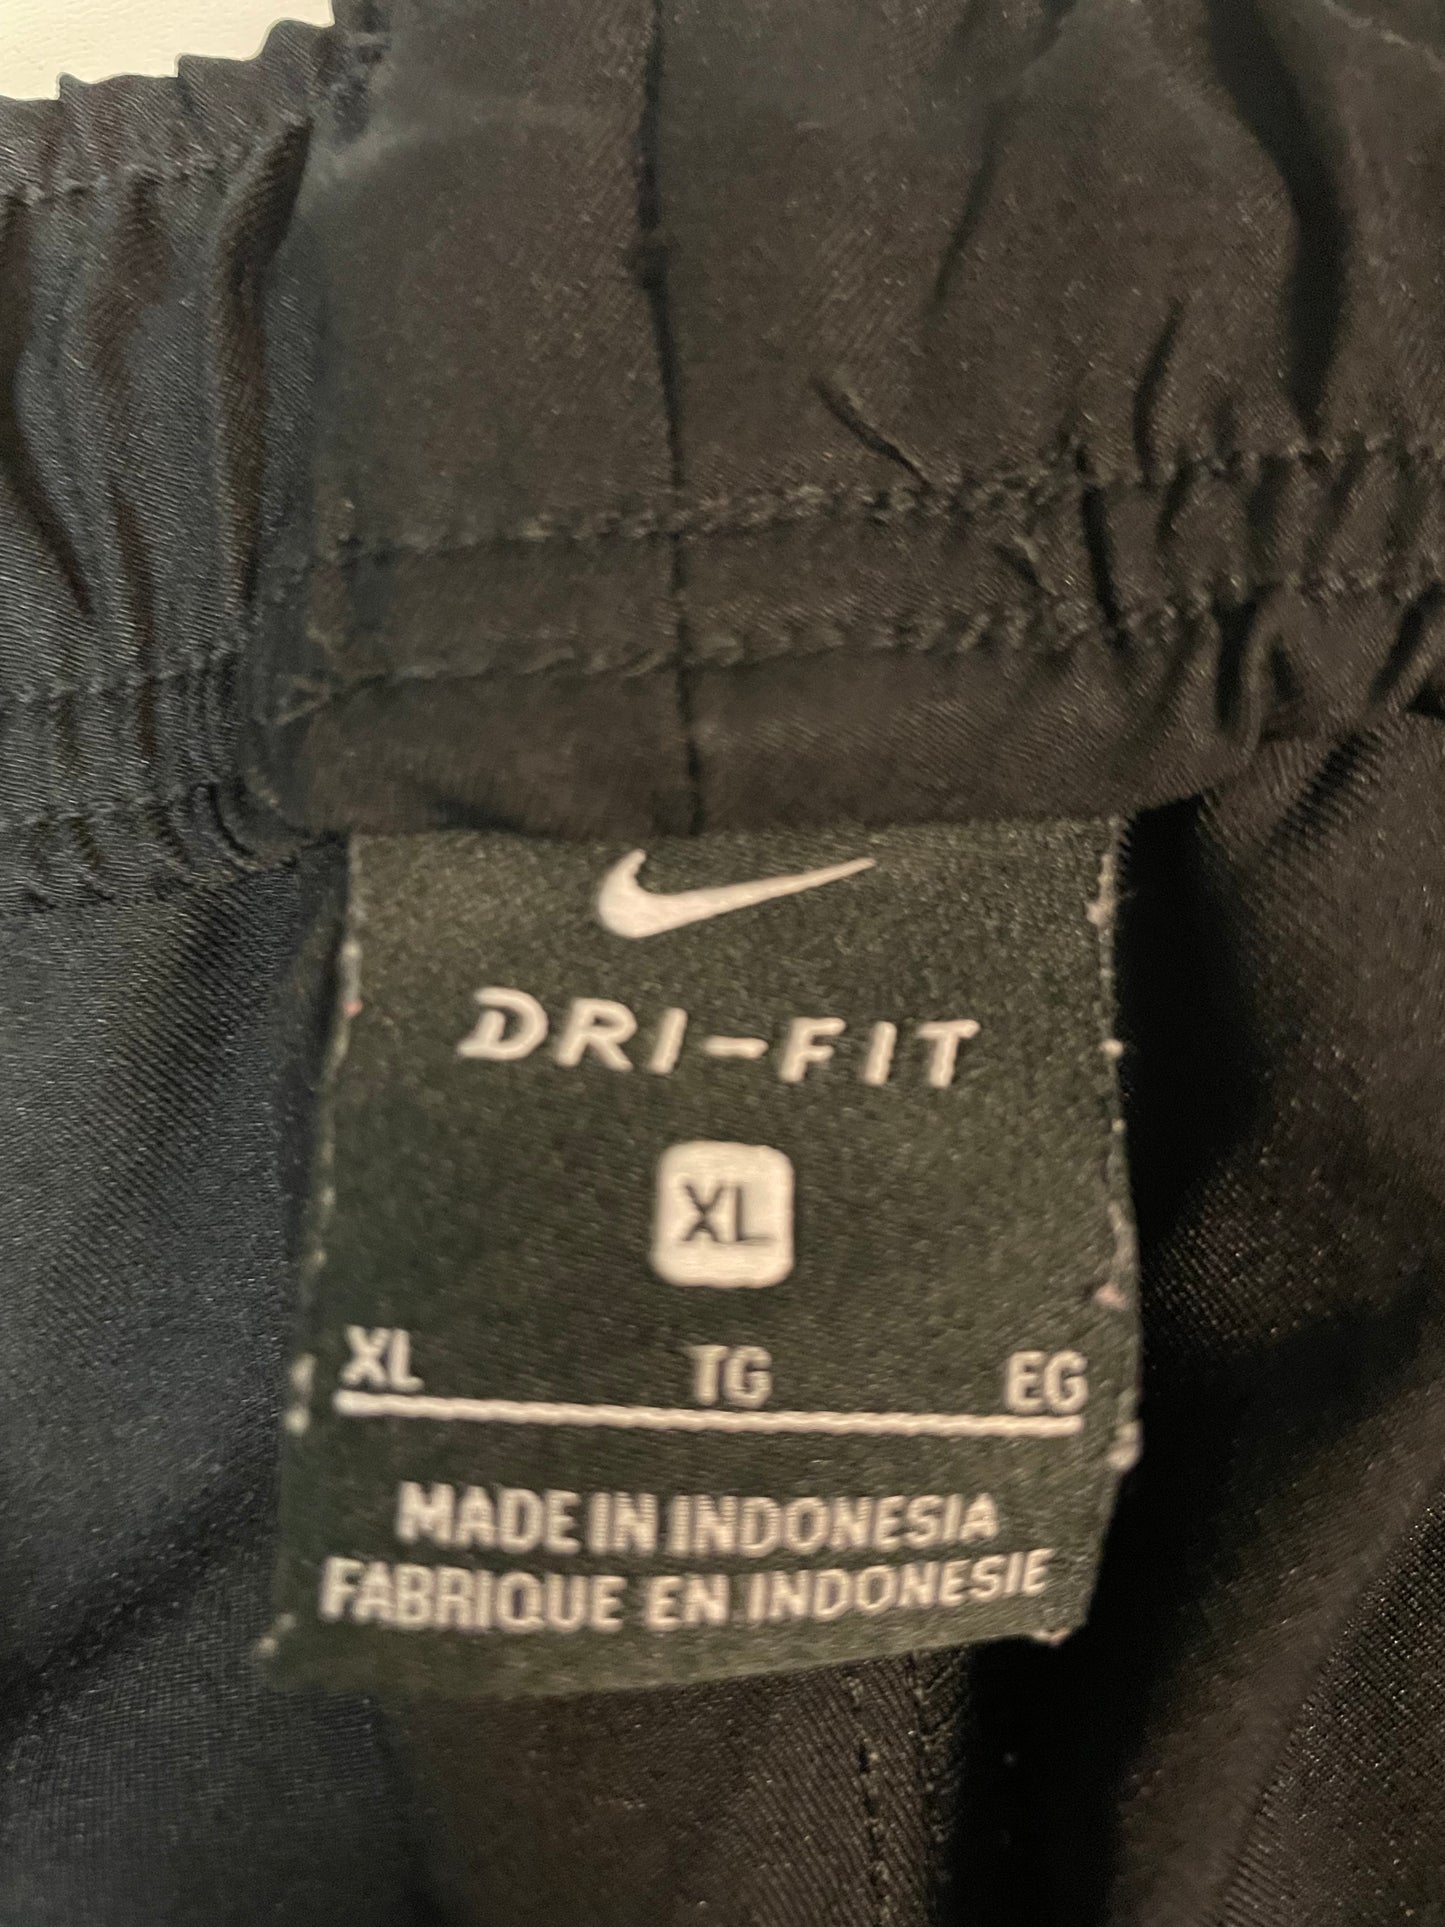 DRI-FIT
XL
XL TG EG
MADE IN INDONESIA
FABRIQUE EN INDONESIE